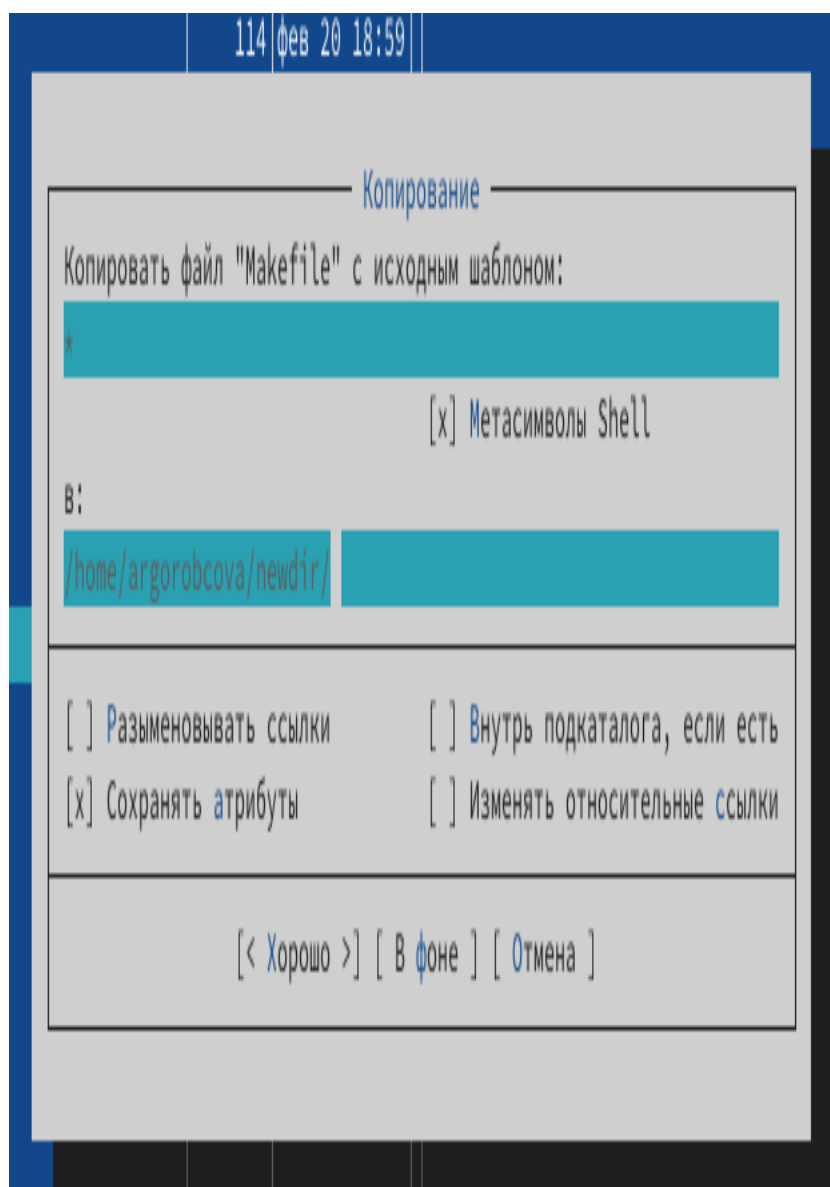 114 фев 20 18:59
Копирование
Копировать файл "Makefile" с исходным шаблоном:
*
[x] Метасимволы Shell
в:
/home/argorobcova/newdir/
[ ] Разыменовывать ссылки [ ] Внутрь подкаталога, если есть
[x] Сохранять атрибуты [ ] Изменять относительные ссылки
[< Хорошо >] [ В фоне ] [ Отмена ]